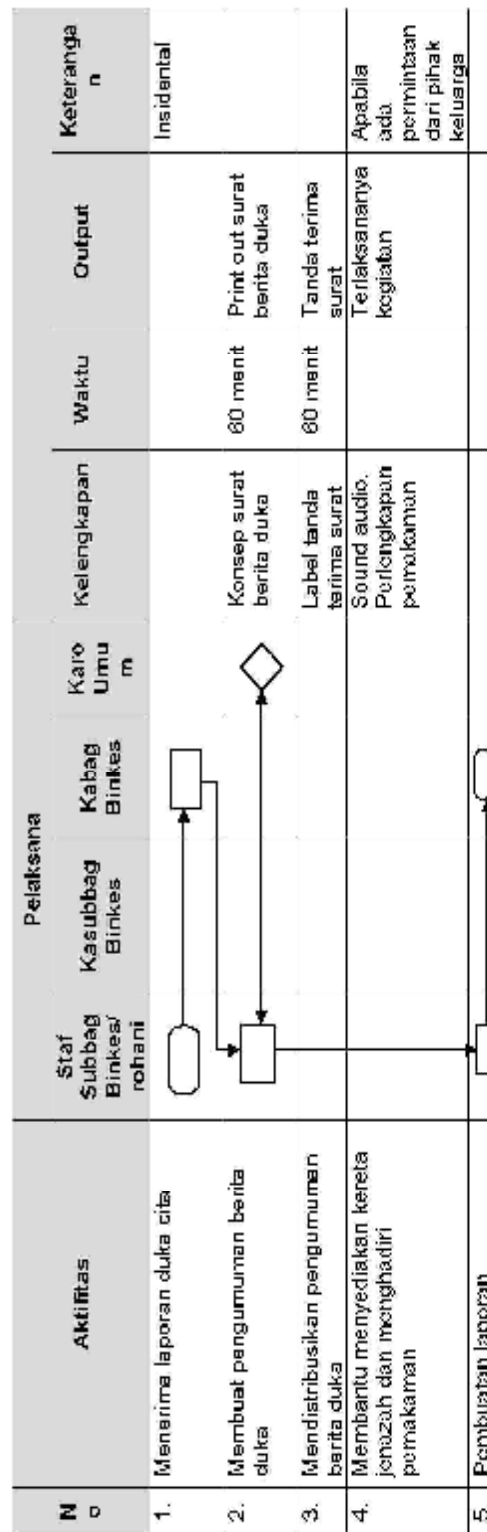 N
o
Aktifitas
Pelaksana
Staf
Subbag
Binkes/
rohani
Kasubbag
Binkes
Kabag
Binkes
Karo
Umu
m
Kelengkapan
Waktu
Output
Keteranga
n
1.
Menerima laporan duka cita
Insidental
2.
Membuat pengumuman berita
duka
Konsep surat
berita duka
60 menit
Print out surat
berita duka
3.
Mendistribusikan pengumuman
berita duka
Label tanda
terima surat
60 menit
Tanda terima
surat
4.
Membantu menyediakan kereta
jenazah dan menghadiri
pemakaman
Sound audio.
Perlengkapan
pemakaman
Terlaksananya
kegiatan
Apabila
ada
permintaan
dari pihak
keluarga
5.
Pembuatan laporan